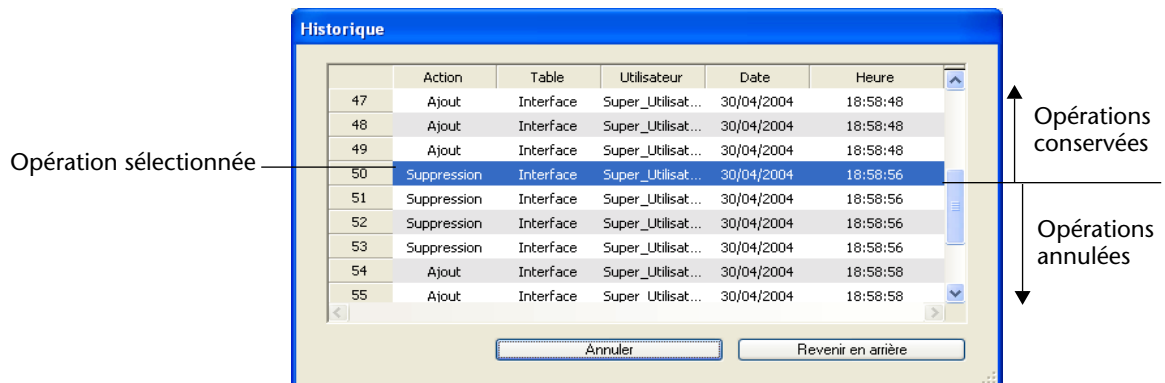 Historique
Action Table Utilisateur Date Heure
47 Ajout Interface Super_Utilisat... 30/04/2004 18:58:48
48 Ajout Interface Super_Utilisat... 30/04/2004 18:58:48
49 Ajout Interface Super_Utilisat... 30/04/2004 18:58:48
50 Suppression Interface Super_Utilisat... 30/04/2004 18:58:56
51 Suppression Interface Super_Utilisat... 30/04/2004 18:58:56
52 Suppression Interface Super_Utilisat... 30/04/2004 18:58:56
53 Suppression Interface Super_Utilisat... 30/04/2004 18:58:56
54 Ajout Interface Super_Utilisat... 30/04/2004 18:58:58
55 Ajout Interface Super_Utilisat... 30/04/2004 18:58:58
Annuler Revenir en arrière
Opération sélectionnée
Opérations
conservées
Opérations
annulées